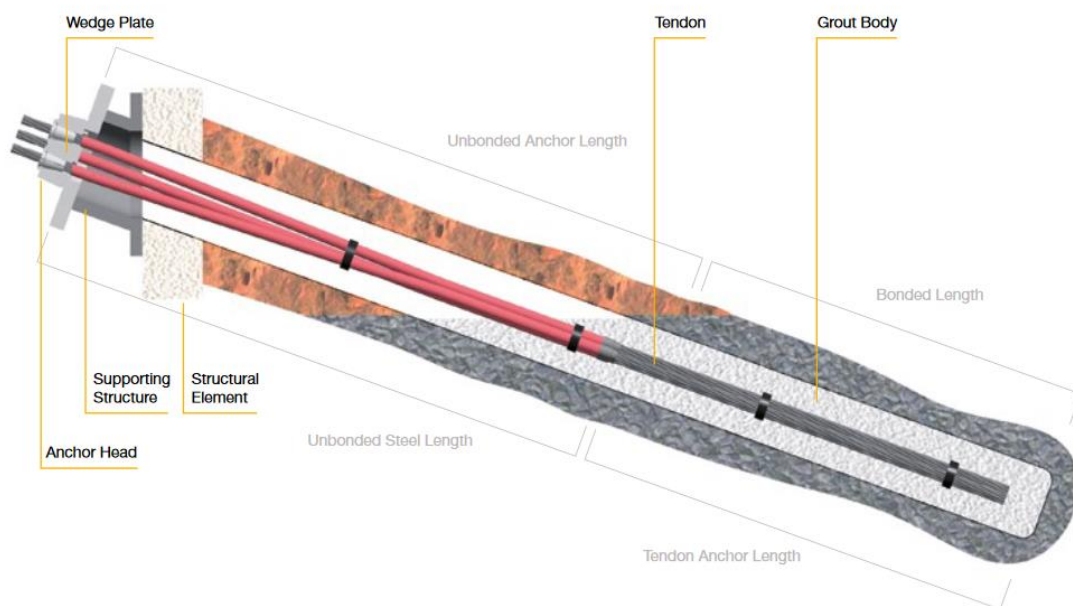 Wedge Plate
Tendon
Grout Body
Unbonded Anchor Length
Bonded Length
Supporting
Structure
Structural
Element
Anchor Head
Unbonded Steel Length
Tendon Anchor Length